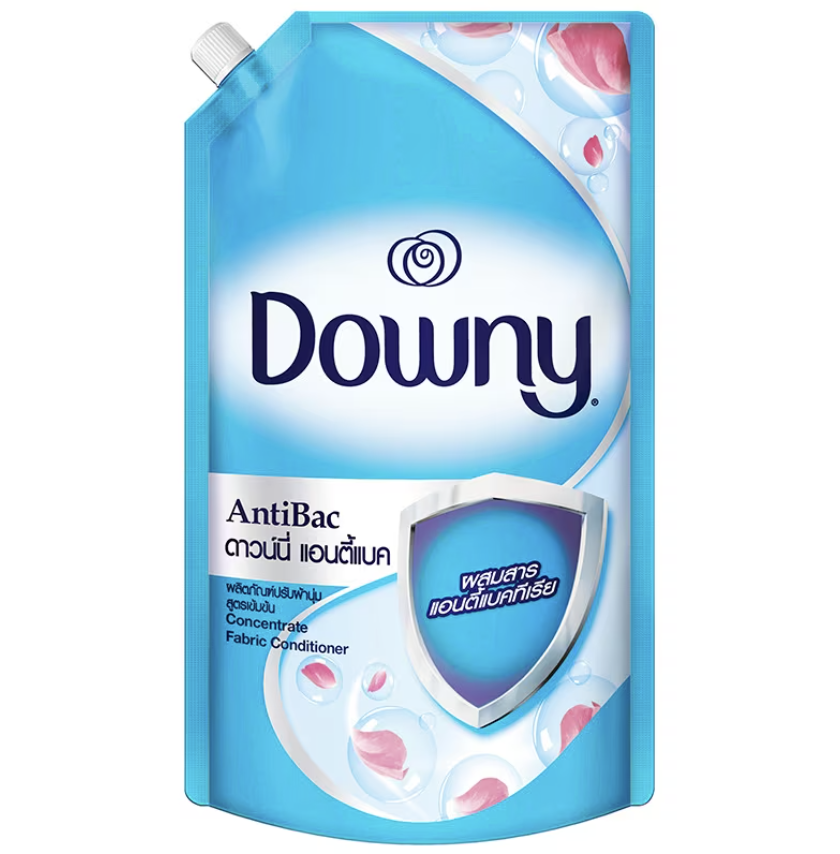 Downy
AntiBac
ดาวน์นี่ แอนตี้แบค
ผลิตภัณฑ์ปรับผ้านุ่ม
สูตรเข้มข้น
Concentrate
Fabric Conditioner
ผสมสาร
แอนตี้แบคทีเรีย